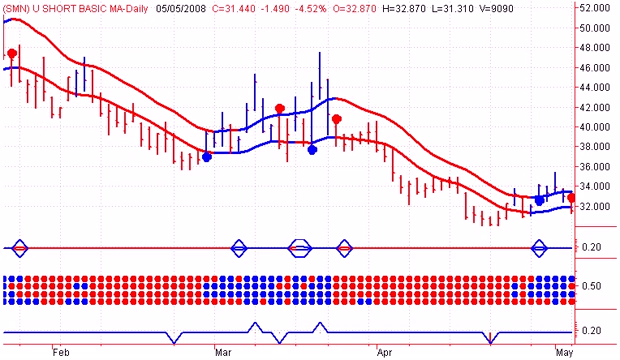 (SMN) U SHORT BASIC MA-Daily 05/05/2008 C=31.440 -1.490 -4.52% O=32.870 H=32.870 L=31.310 V=9090
52.000
50.000
48.000
46.000
44.000
42.000
40.000
38.000
36.000
34.000
32.000
0.20
0.50
0.20
Feb
Mar
Apr
May